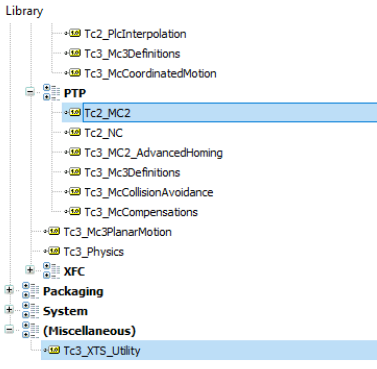 Library
Tc2_PlcInterpolation
Tc3_Mc3Definitions
Tc3_McCoordinatedMotion
PTP
Tc2_MC2
Tc2_NC
Tc3_MC2_AdvancedHoming
Tc3_Mc3Definitions
Tc3_McCollisionAvoidance
Tc3_McCompensations
Tc3_Mc3PlanarMotion
Tc3_Physics
XFC
Packaging
System
(Miscellaneous)
Tc3_XTS_Utility